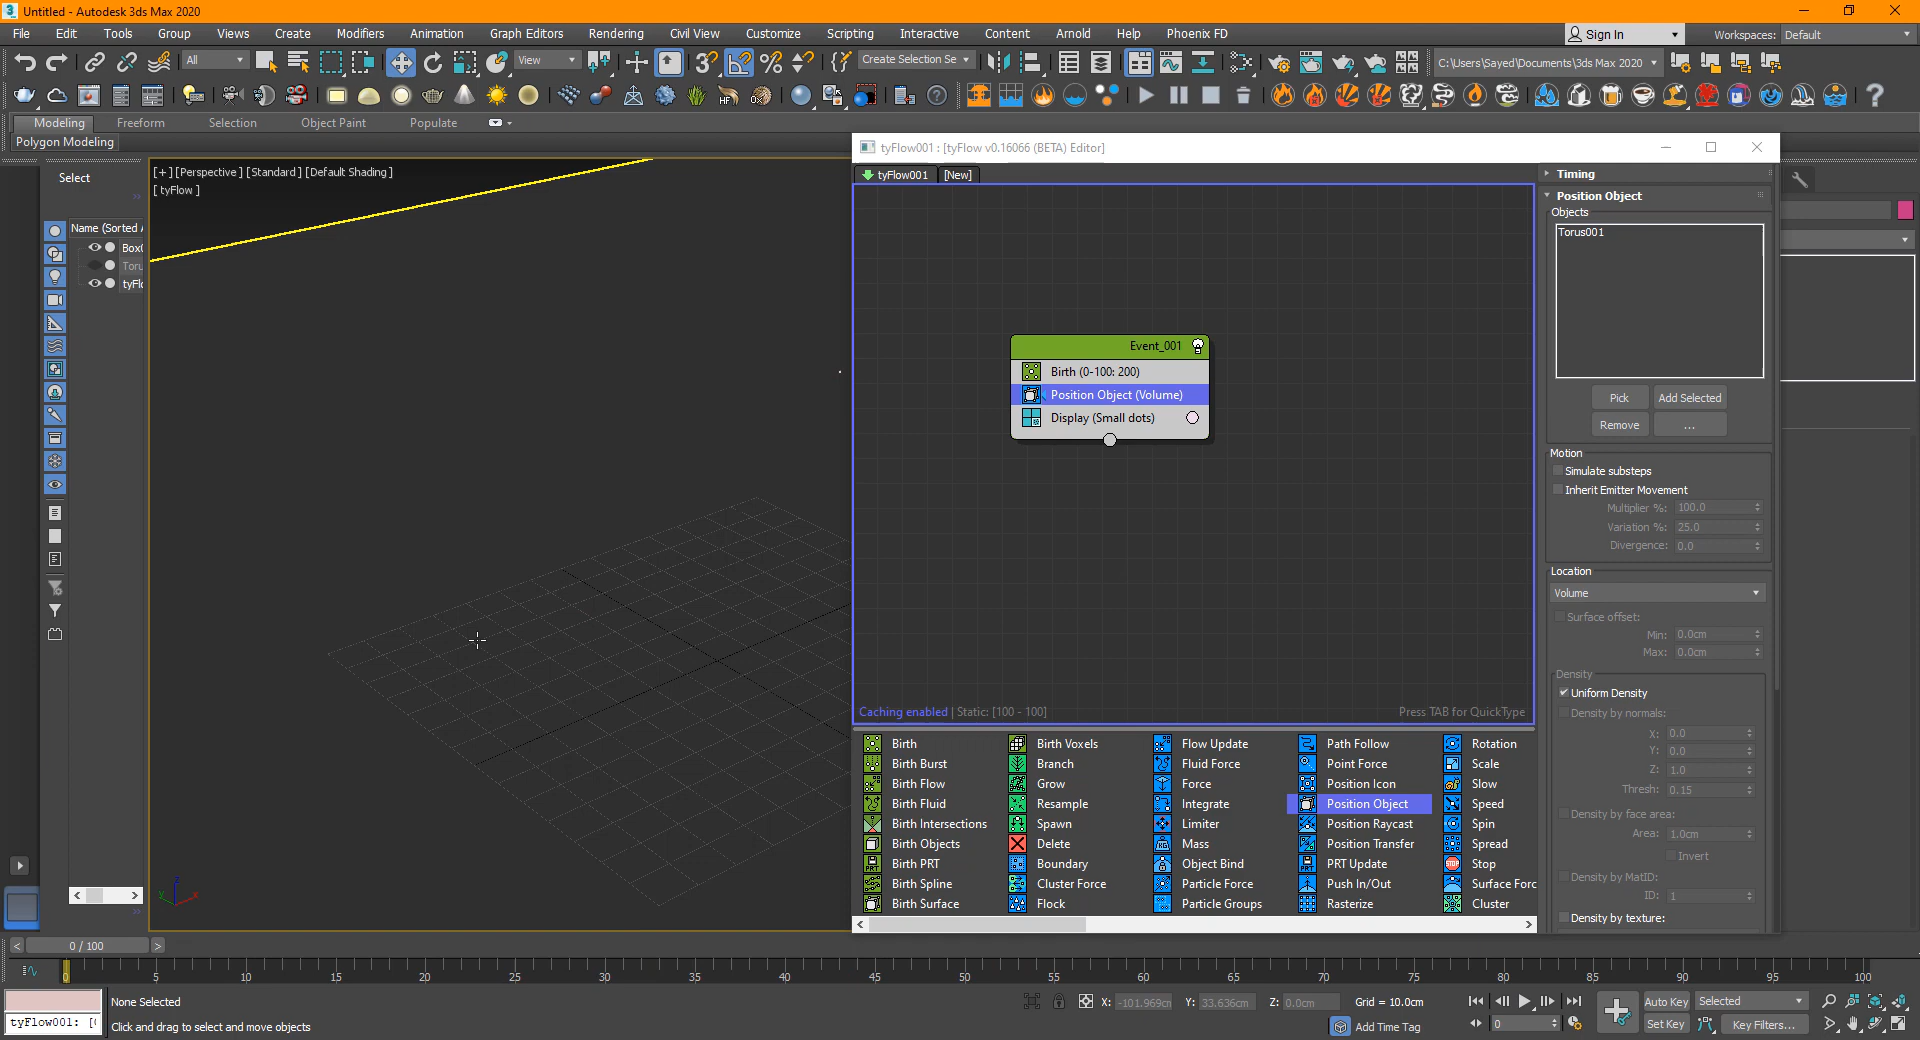 Untitled - Autodesk 3ds Max 2020
File Edit Tools Group Views Create Modifiers Animation Graph Editors Rendering Civil View Customize Scripting Interactive Content Arnold Help Phoenix FD Sign In Workspaces: Default
All View Create Selection Se C:\Users\Sayed\Documents\3ds Max 2020
Modeling Freeform Selection Object Paint Populate
Polygon Modeling
Select
Name (Sorted A
Box0
Toru
tyFlo
[+] [Perspective ] [Standard ] [Default Shading ]
[ tyFlow ]
tyFlow001 : [tyFlow v0.16066 (BETA) Editor]
tyFlow001 [New]
Event_001
Birth (0-100: 200)
Position Object (Volume)
Display (Small dots)
Caching enabled | Static: [100 - 100] Press TAB for QuickType
Birth Birth Voxels Flow Update Path Follow Rotation
Birth Burst Branch Fluid Force Point Force Scale
Birth Flow Grow Force Position Icon Slow
Birth Fluid Resample Integrate Position Object Speed
Birth Intersections Spawn Limiter Position Raycast Spin
Birth Objects Delete Mass Position Transfer Spread
Birth PRT Boundary Object Bind PRT Update Stop
Birth Spline Cluster Force Particle Force Push In/Out Surface Forc
Birth Surface Flock Particle Groups Rasterize Cluster
Timing
Position Object
Objects
Torus001
Pick Add Selected
Remove ...
Motion
Simulate substeps
Inherit Emitter Movement
Multiplier %: 100.0
Variation %: 25.0
Divergence: 0.0
Location
Volume
Surface offset:
Min: 0.0cm
Max: 0.0cm
Density
Uniform Density
Density by normals:
X: 0.0
Y: 0.0
Z: 1.0
Thresh: 0.15
Density by face area:
Area: 1.0cm
Invert
Density by MatID:
ID: 1
Density by texture:
0 / 100
0 5 10 15 20 25 30 35 40 45 50 55 60 65 70 75 80 85 90 95 100
None Selected X: -101.969cm Y: 33.636cm Z: 0.0cm Grid = 10.0cm Auto Key Selected
tyFlow001: [( Click and drag to select and move objects Add Time Tag 0 Set Key Key Filters...